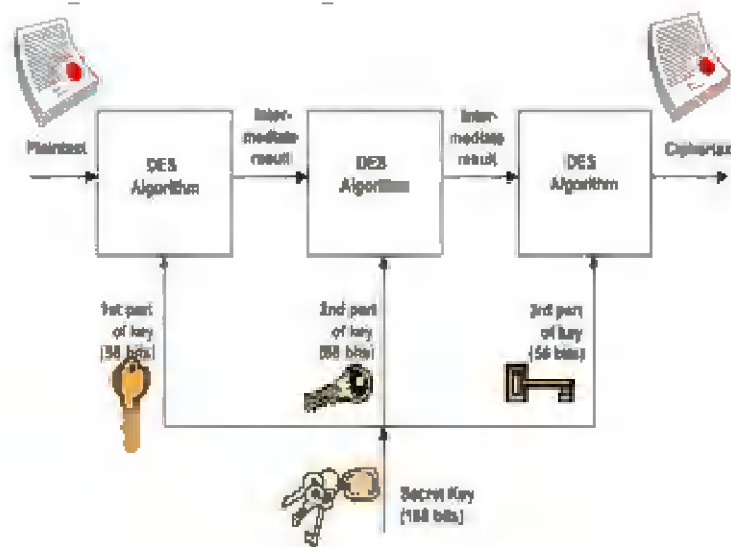 Plaintext
DES
Algorithm
Inter-
mediate
result
DES
Algorithm
Inter-
mediate
result
DES
Algorithm
Ciphertext
1st part
of key
(56 bits)
2nd part
of key
(56 bits)
3rd part
of key
(56 bits)
Secret Key
(168 bits)